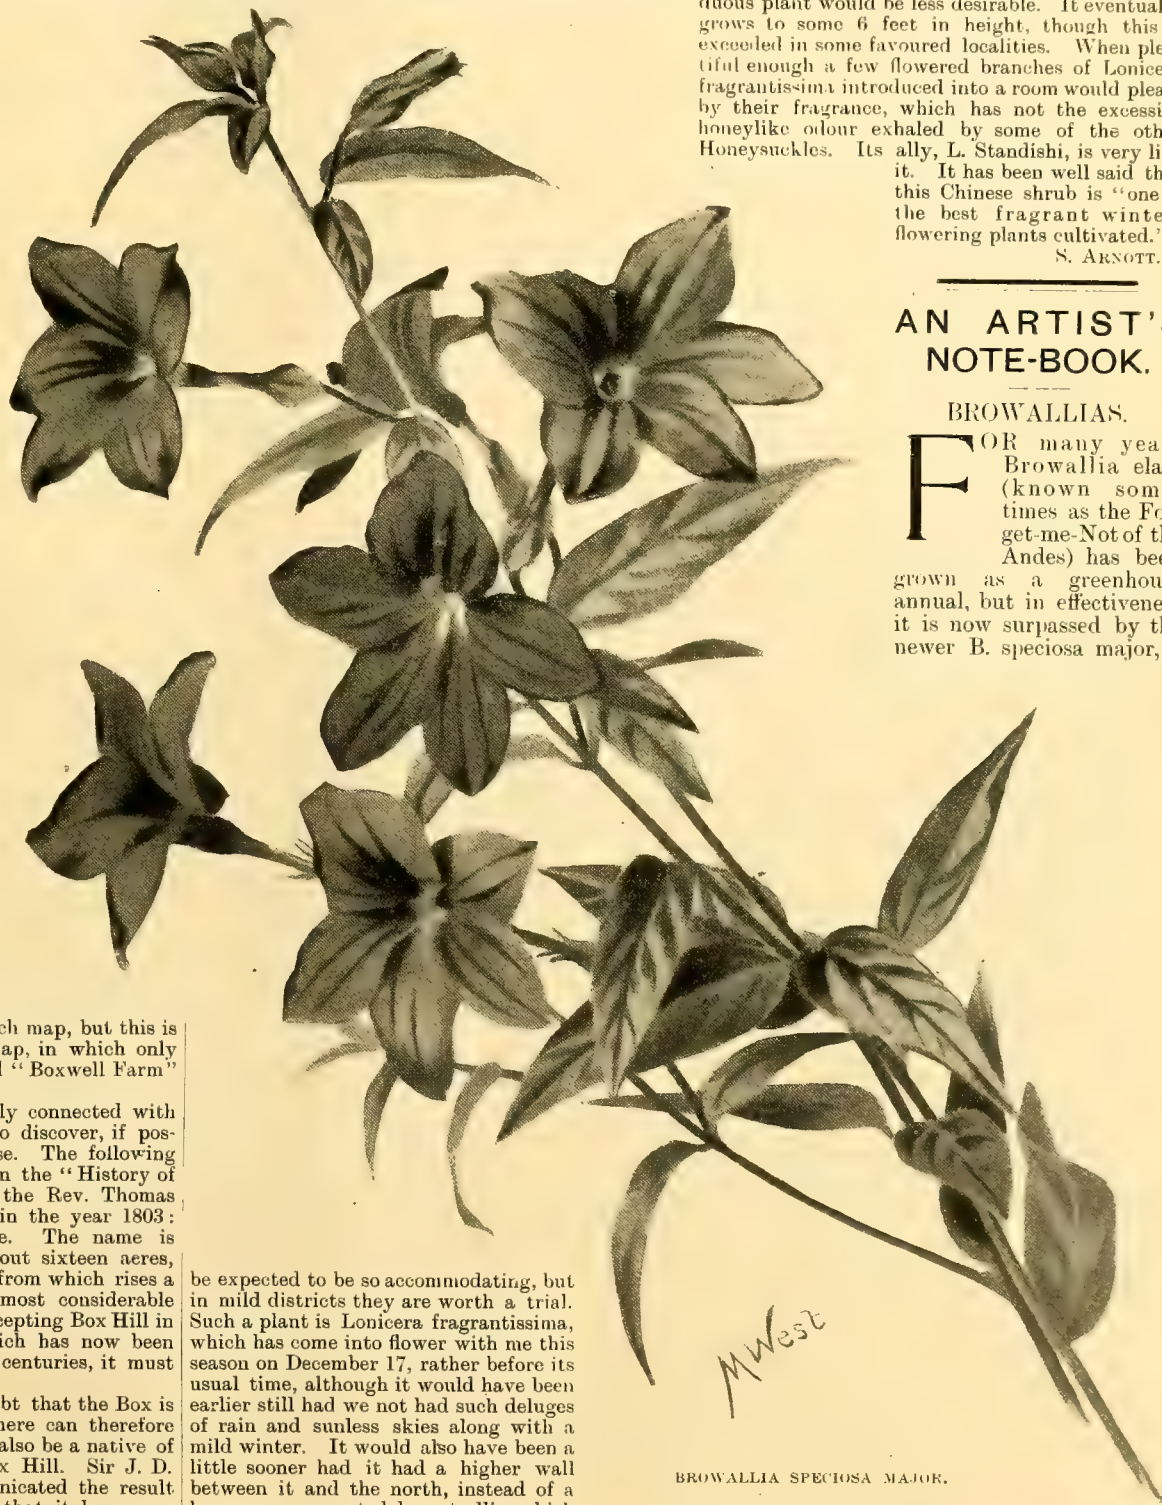 ch map, but this is
ap, in which only
"Boxwell Farm"
ly connected with
o discover, if pos-
se. The following
n the "History of
the Rev. Thomas
in the year 1803:
e. The name is
out sixteen acres,
from which rises a
most considerable
cepting Box Hill in
ich has now been
centuries, it must
bt that the Box is
here can therefore
also be a native of
x Hill. Sir J. D.
nicated the result
be expected to be so accommodating, but
in mild districts they are worth a trial.
Such a plant is Lonicera fragrantissima,
which has come into flower with me this
season on December 17, rather before its
usual time, although it would have been
earlier still had we not had such deluges
of rain and sunless skies along with a
mild winter. It would also have been a
little sooner had it had a higher wall
between it and the north, instead of a
duous plant would be less desirable. It eventual
grows to some 6 feet in height, though this
exceeded in some favoured localities. When ple
tiful enough a few flowered branches of Lonice
fragrantissima introduced into a room would plea
by their fragrance, which has not the excessi
honeylike odour exhaled by some of the oth
Honeysuckles. Its ally, L. Standishi, is very li
it. It has been well said th
this Chinese shrub is "one
the best fragrant winte
flowering plants cultivated."
S. ARNOTT.
AN ARTIST'S
NOTE-BOOK.
BROWALLIAS.
FOR many yea
Browallia ela
(known som
times as the Fo
get-me-Not of th
Andes) has bee
grown as a greenhou
annual, but in effectivene
it is now surpassed by th
newer B. speciosa major,
M West
BROWALLIA SPECIOSA MAJOR.